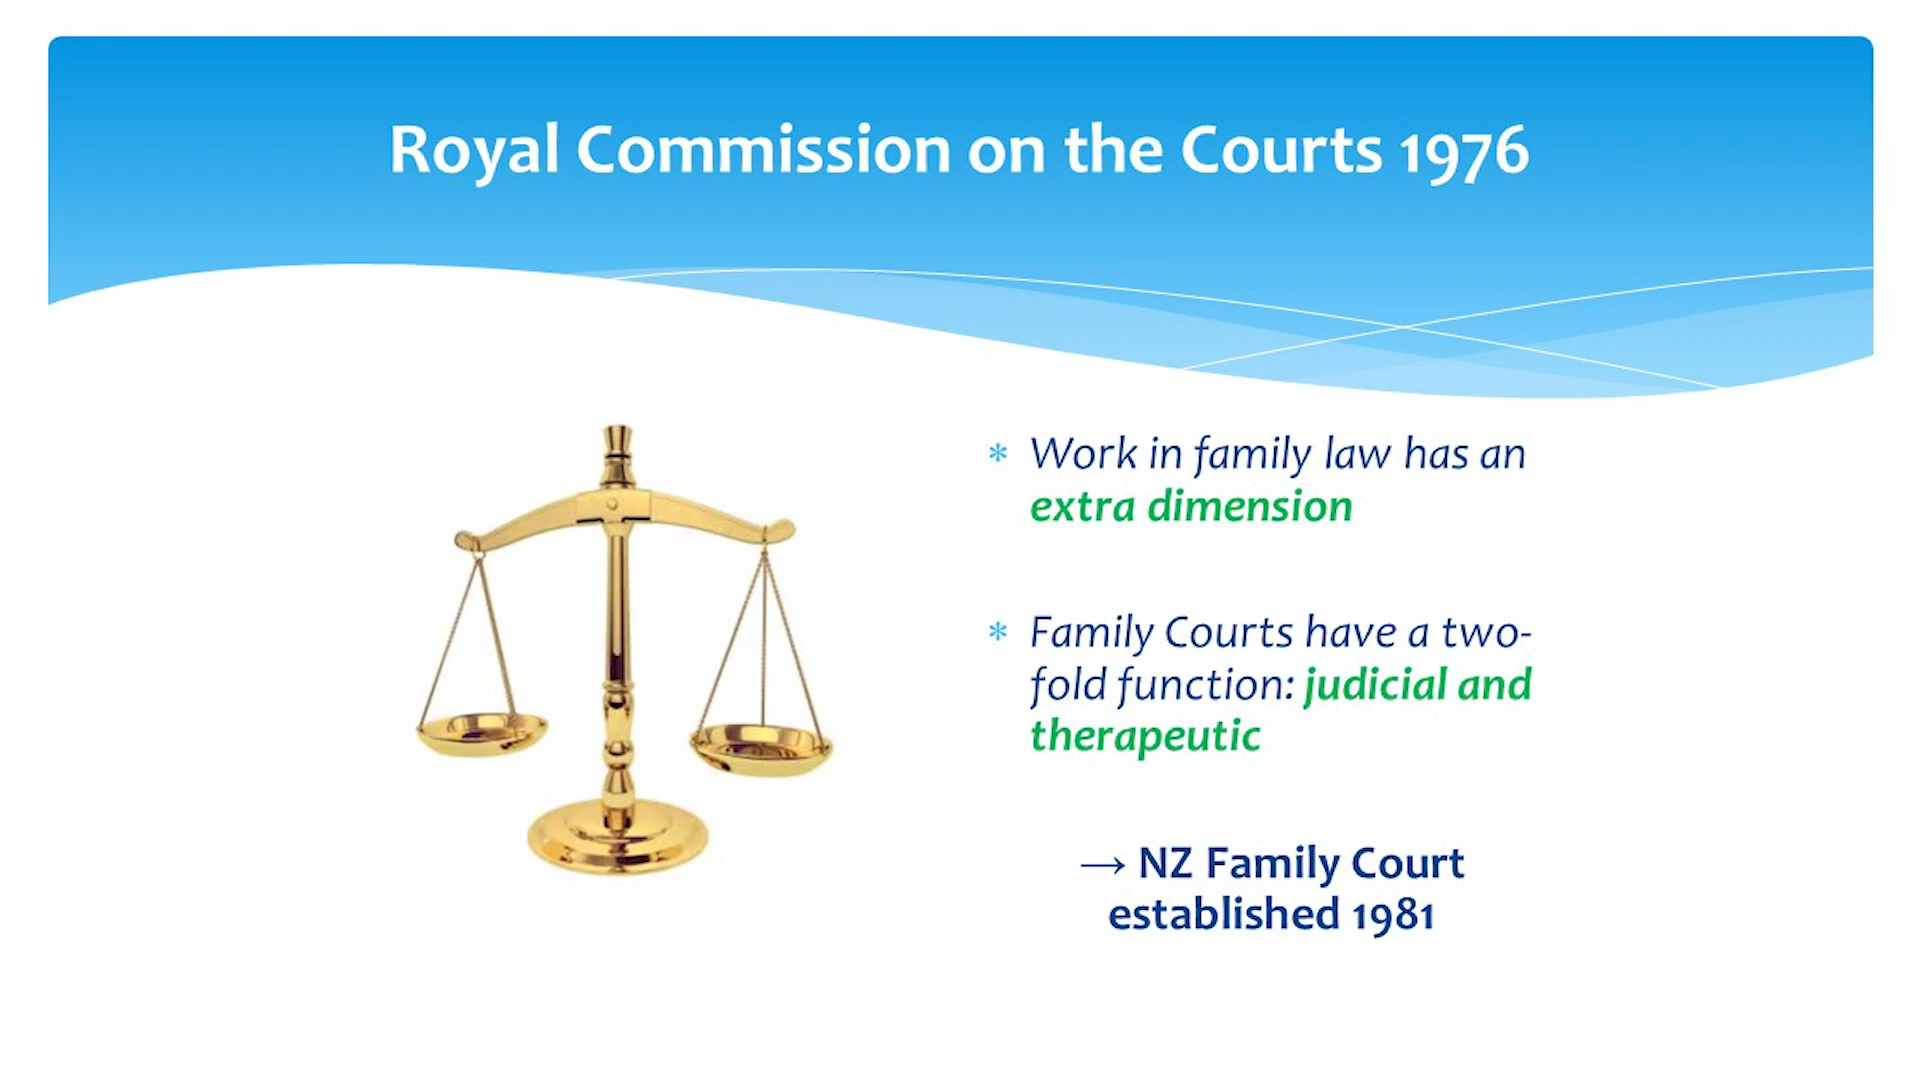 Royal Commission on the Courts 1976
* Work in family law has an
extra dimension
* Family Courts have a two-
fold function: judicial and
therapeutic
→ NZ Family Court
established 1981